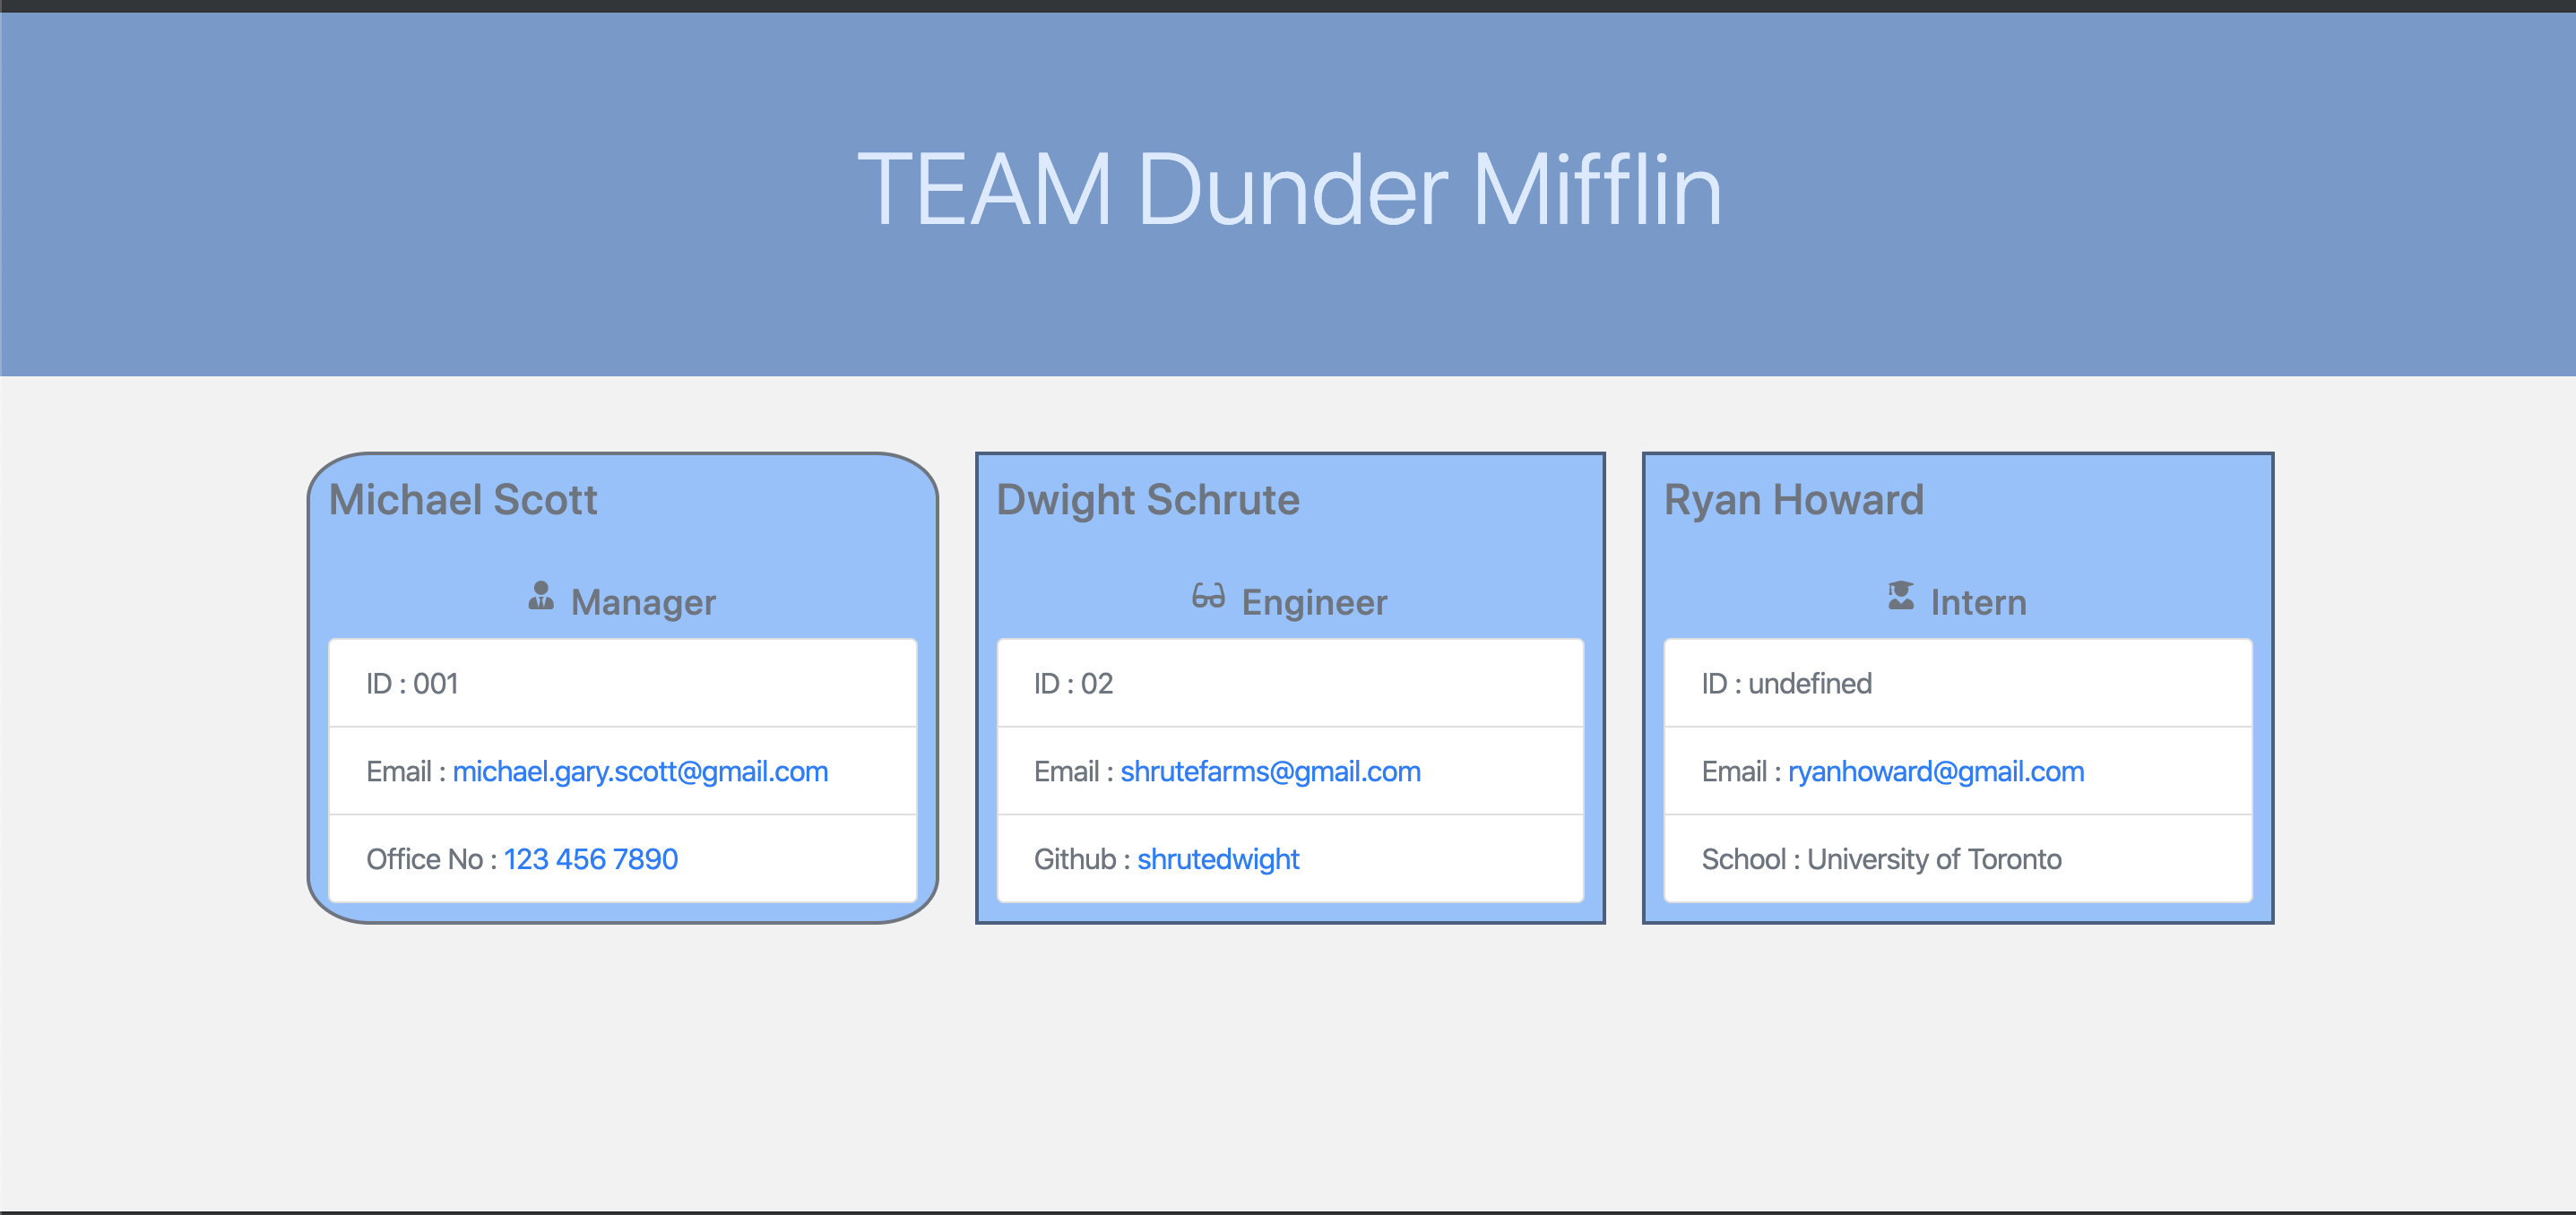 TEAM Dunder Mifflin
Michael Scott
Manager
ID : 001
Email : michael.gary.scott@gmail.com
Office No : 123 456 7890
Dwight Schrute
Engineer
ID : 02
Email : shrutefarms@gmail.com
Github : shrutedwight
Ryan Howard
Intern
ID : undefined
Email : ryanhoward@gmail.com
School : University of Toronto